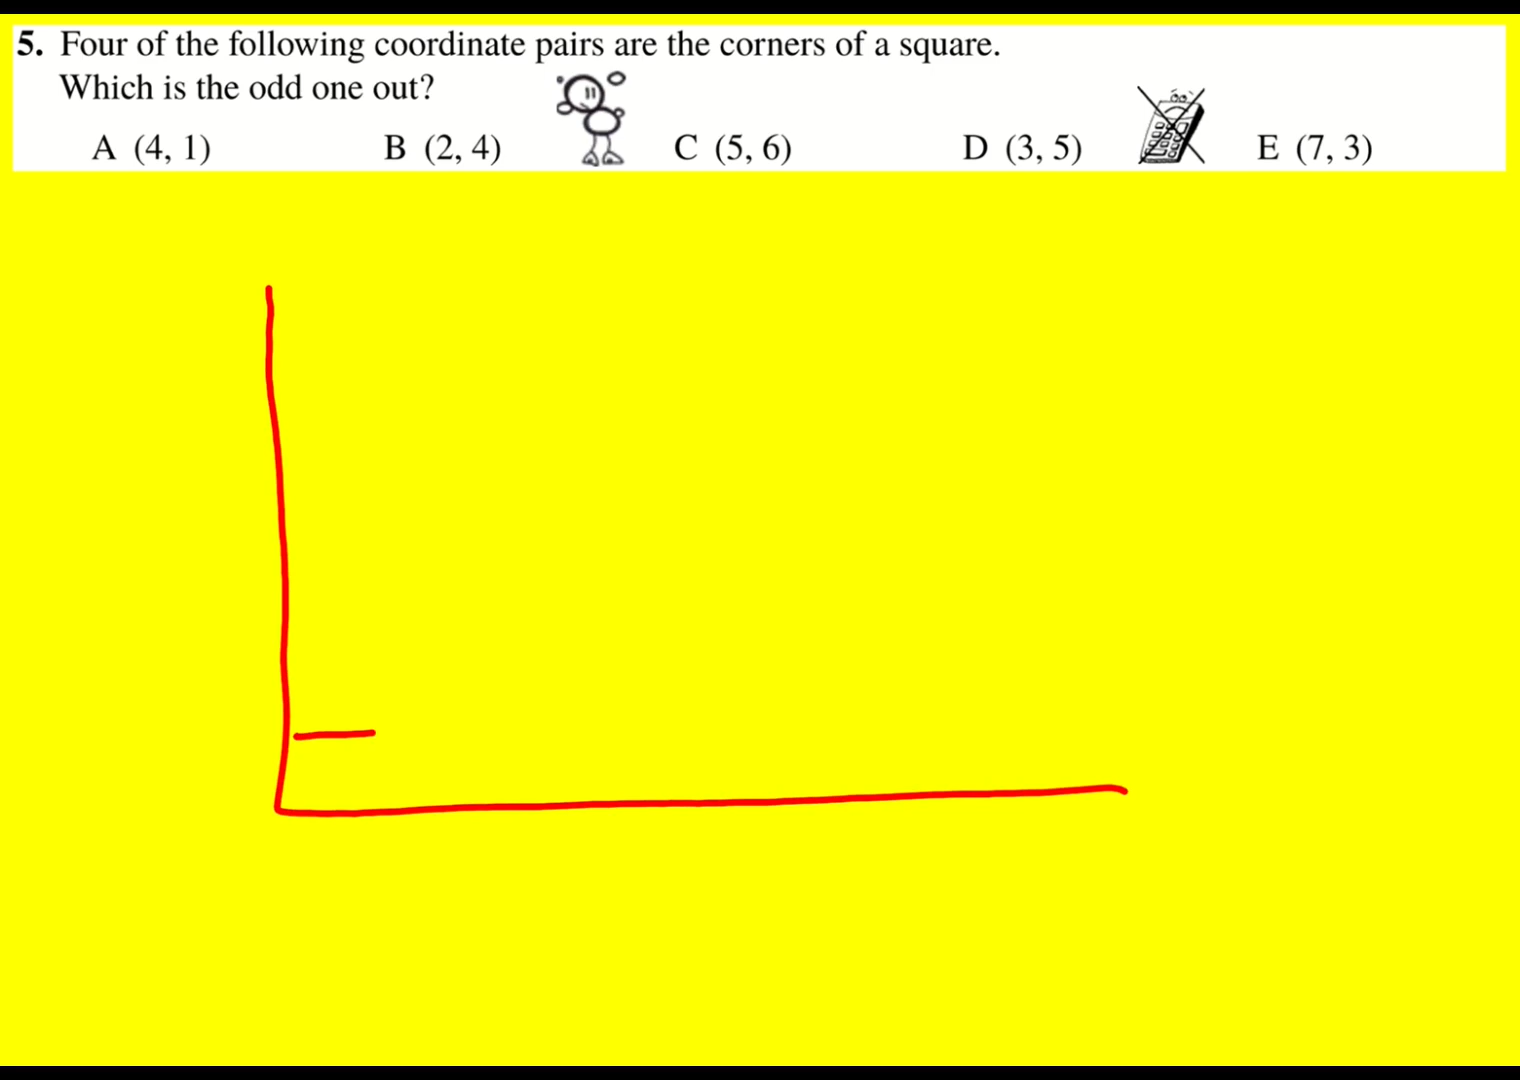 5. Four of the following coordinate pairs are the corners of a square.
Which is the odd one out?
A (4, 1) B (2, 4) C (5, 6) D (3, 5) E (7, 3)